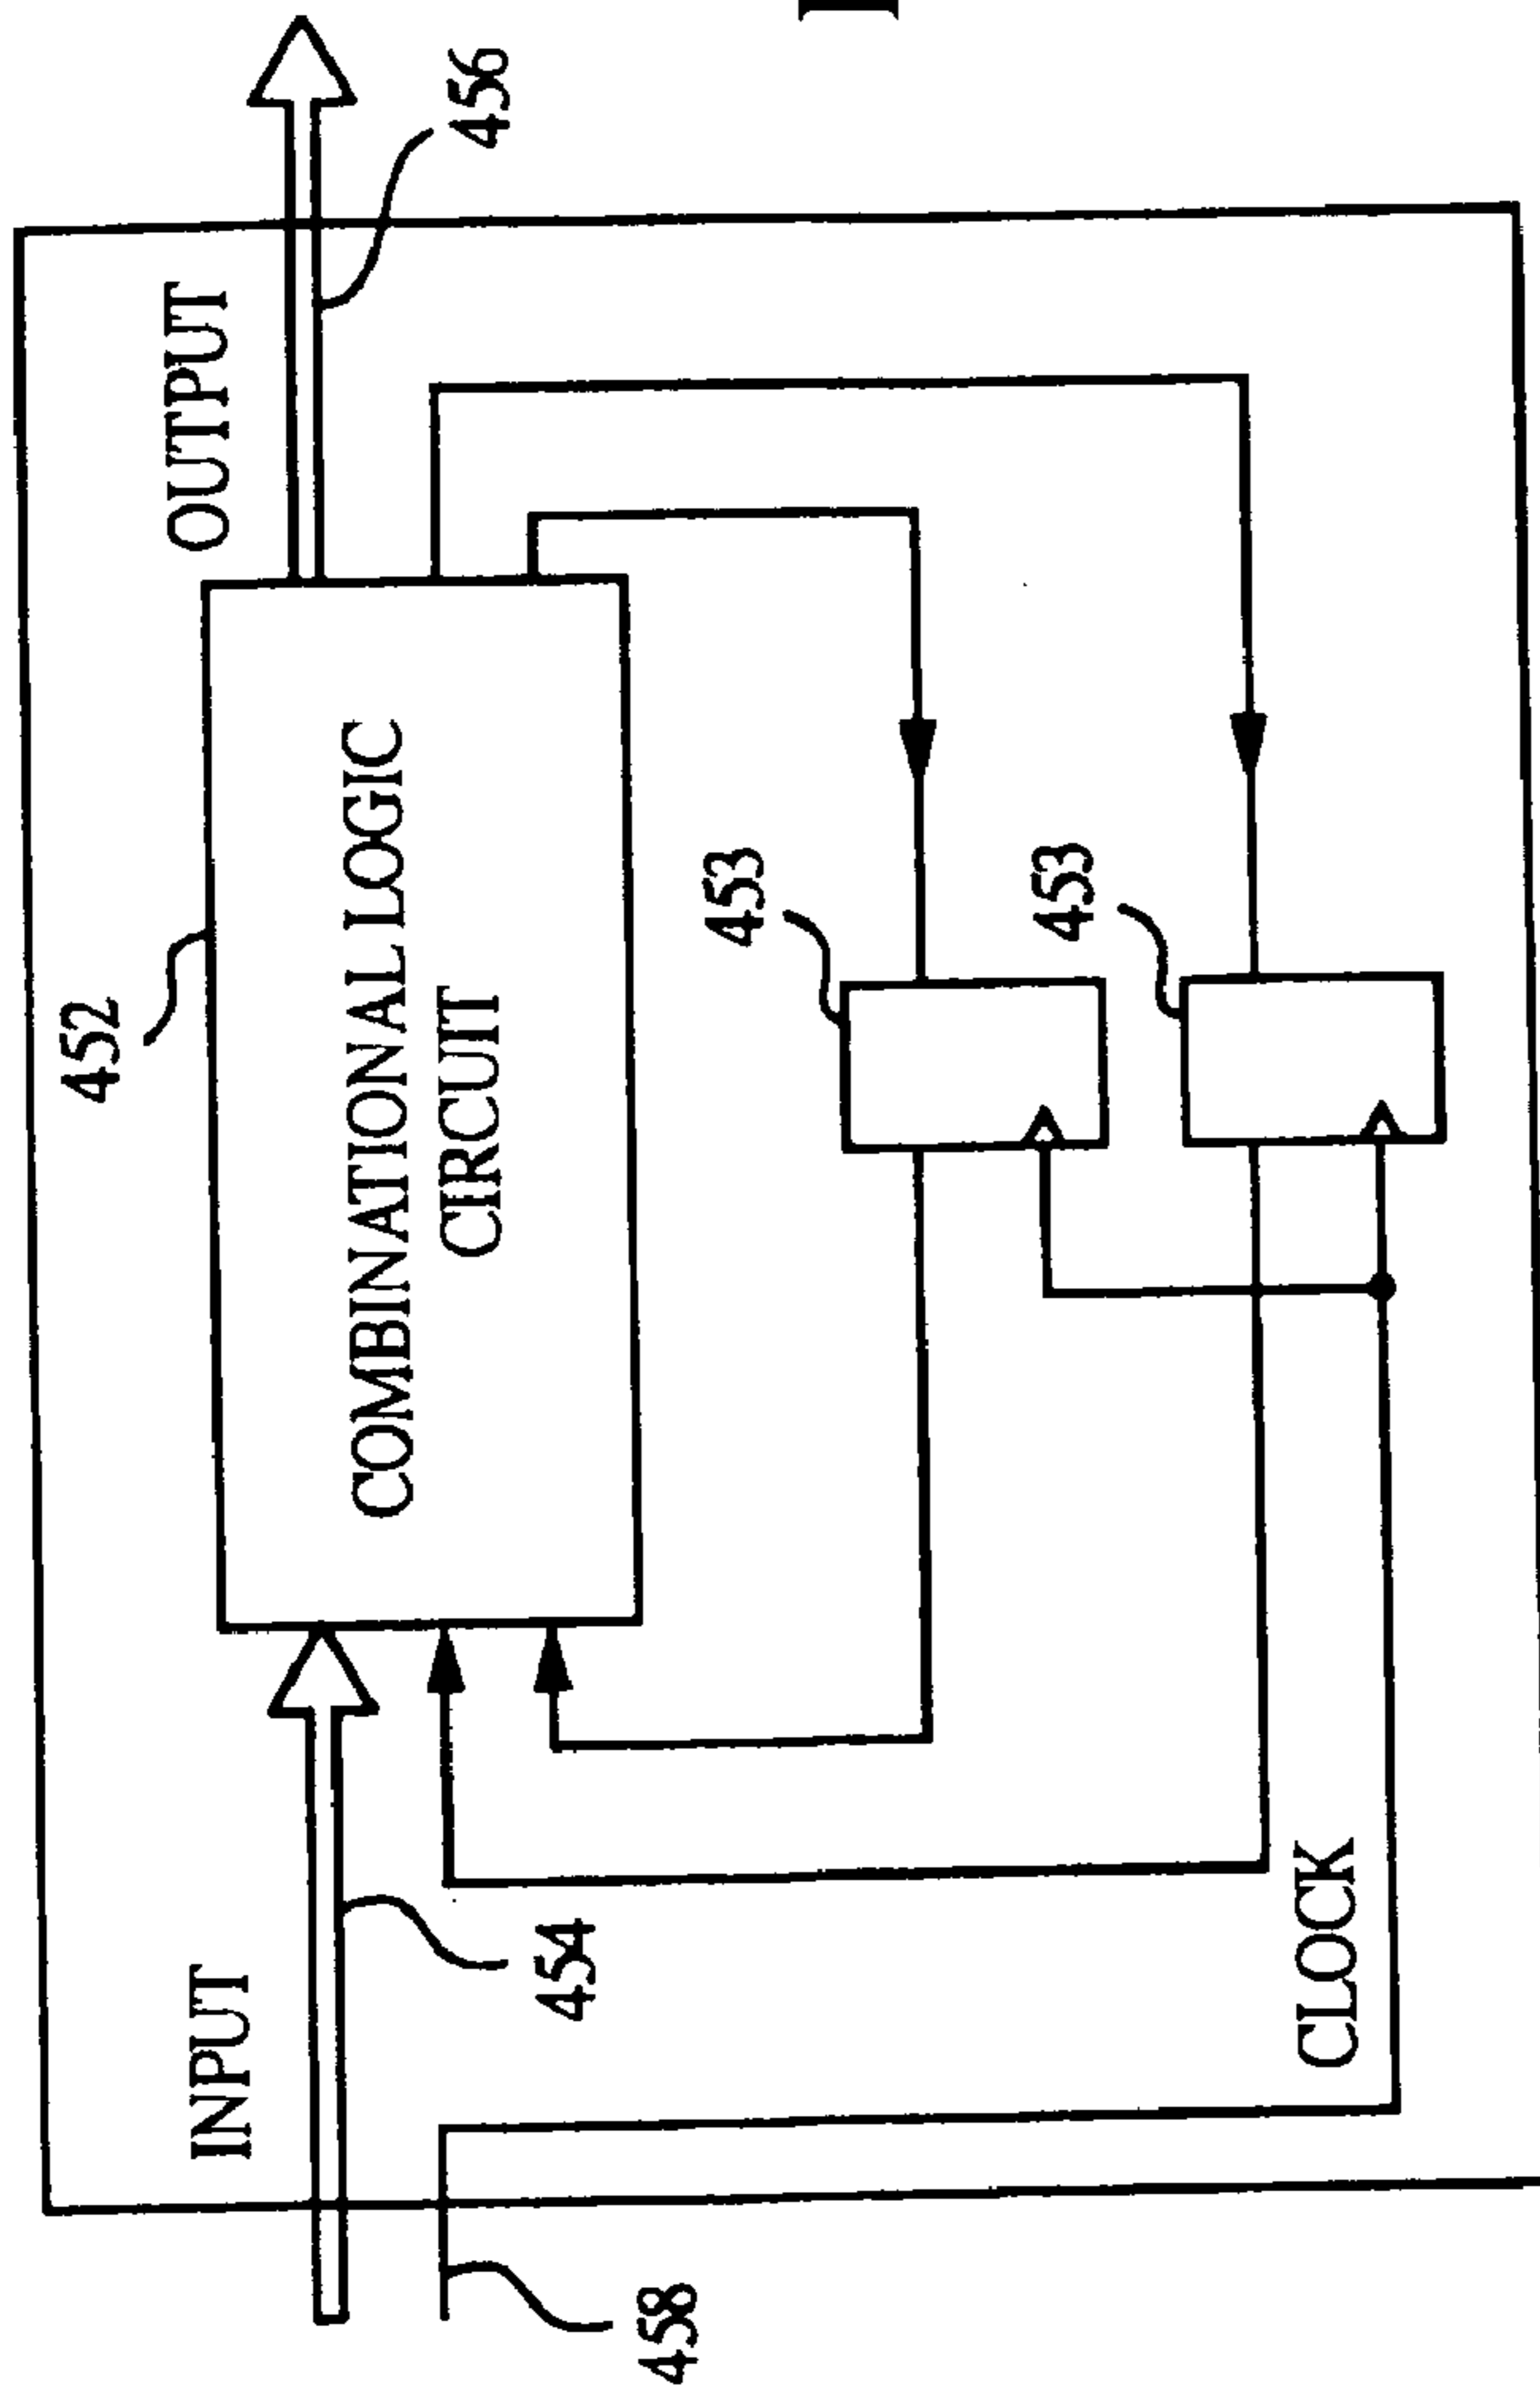 INPUT
OUTPUT
452
COMBINATIONAL LOGIC
CIRCUIT
454
456
458
453
453
CLOCK